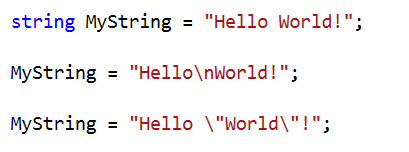 string MyString = "Hello World!";
MyString = "Hello\nWorld!";
MyString = "Hello \"World\"!";